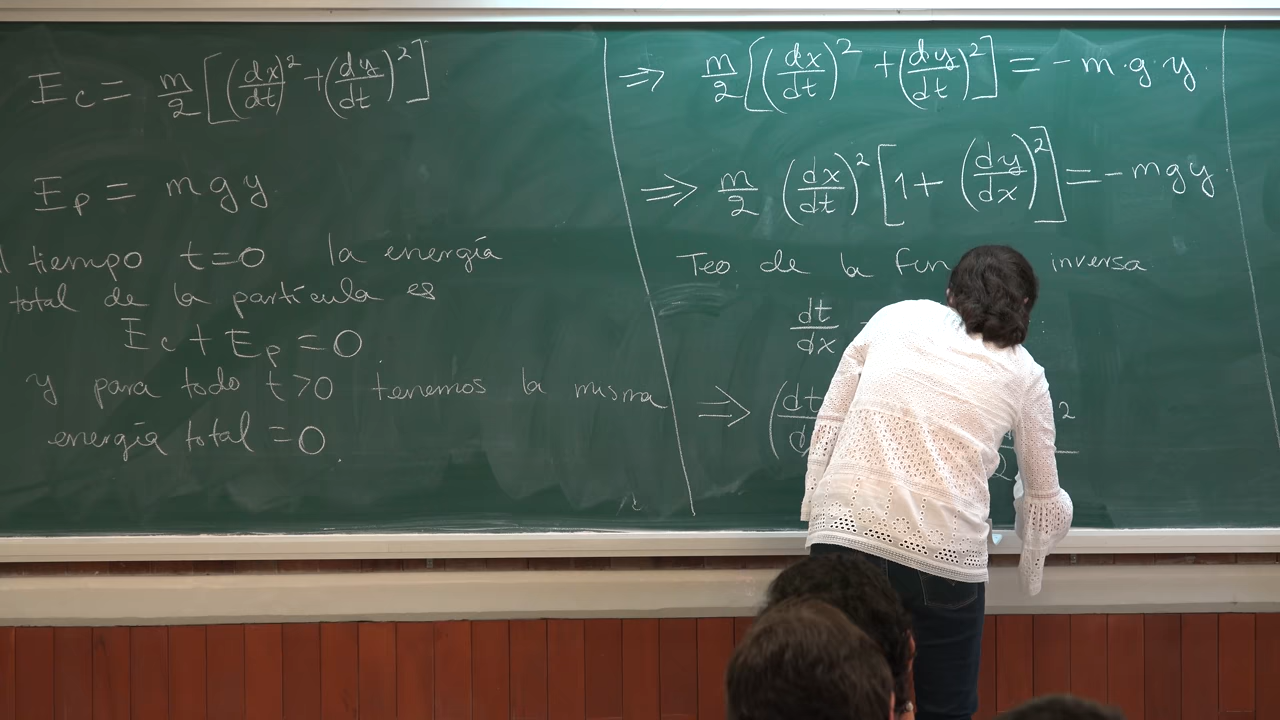 E_c = m/2 [(dx/dt)² + (dy/dt)²]
E_p = mgy
tiempo t=0 la energía
total de la partícula es
E_c + E_p = 0
y para todo t>0 tenemos la misma
energía total = 0.
⇒ m/2 [(dx/dt)² + (dy/dt)²] = -m·g·y.
⇒ m/2 (dx/dt)² [1 + (dy/dx)²] = -mgy
Teo. de la inversa
dt/dx
⇒ (dt
2